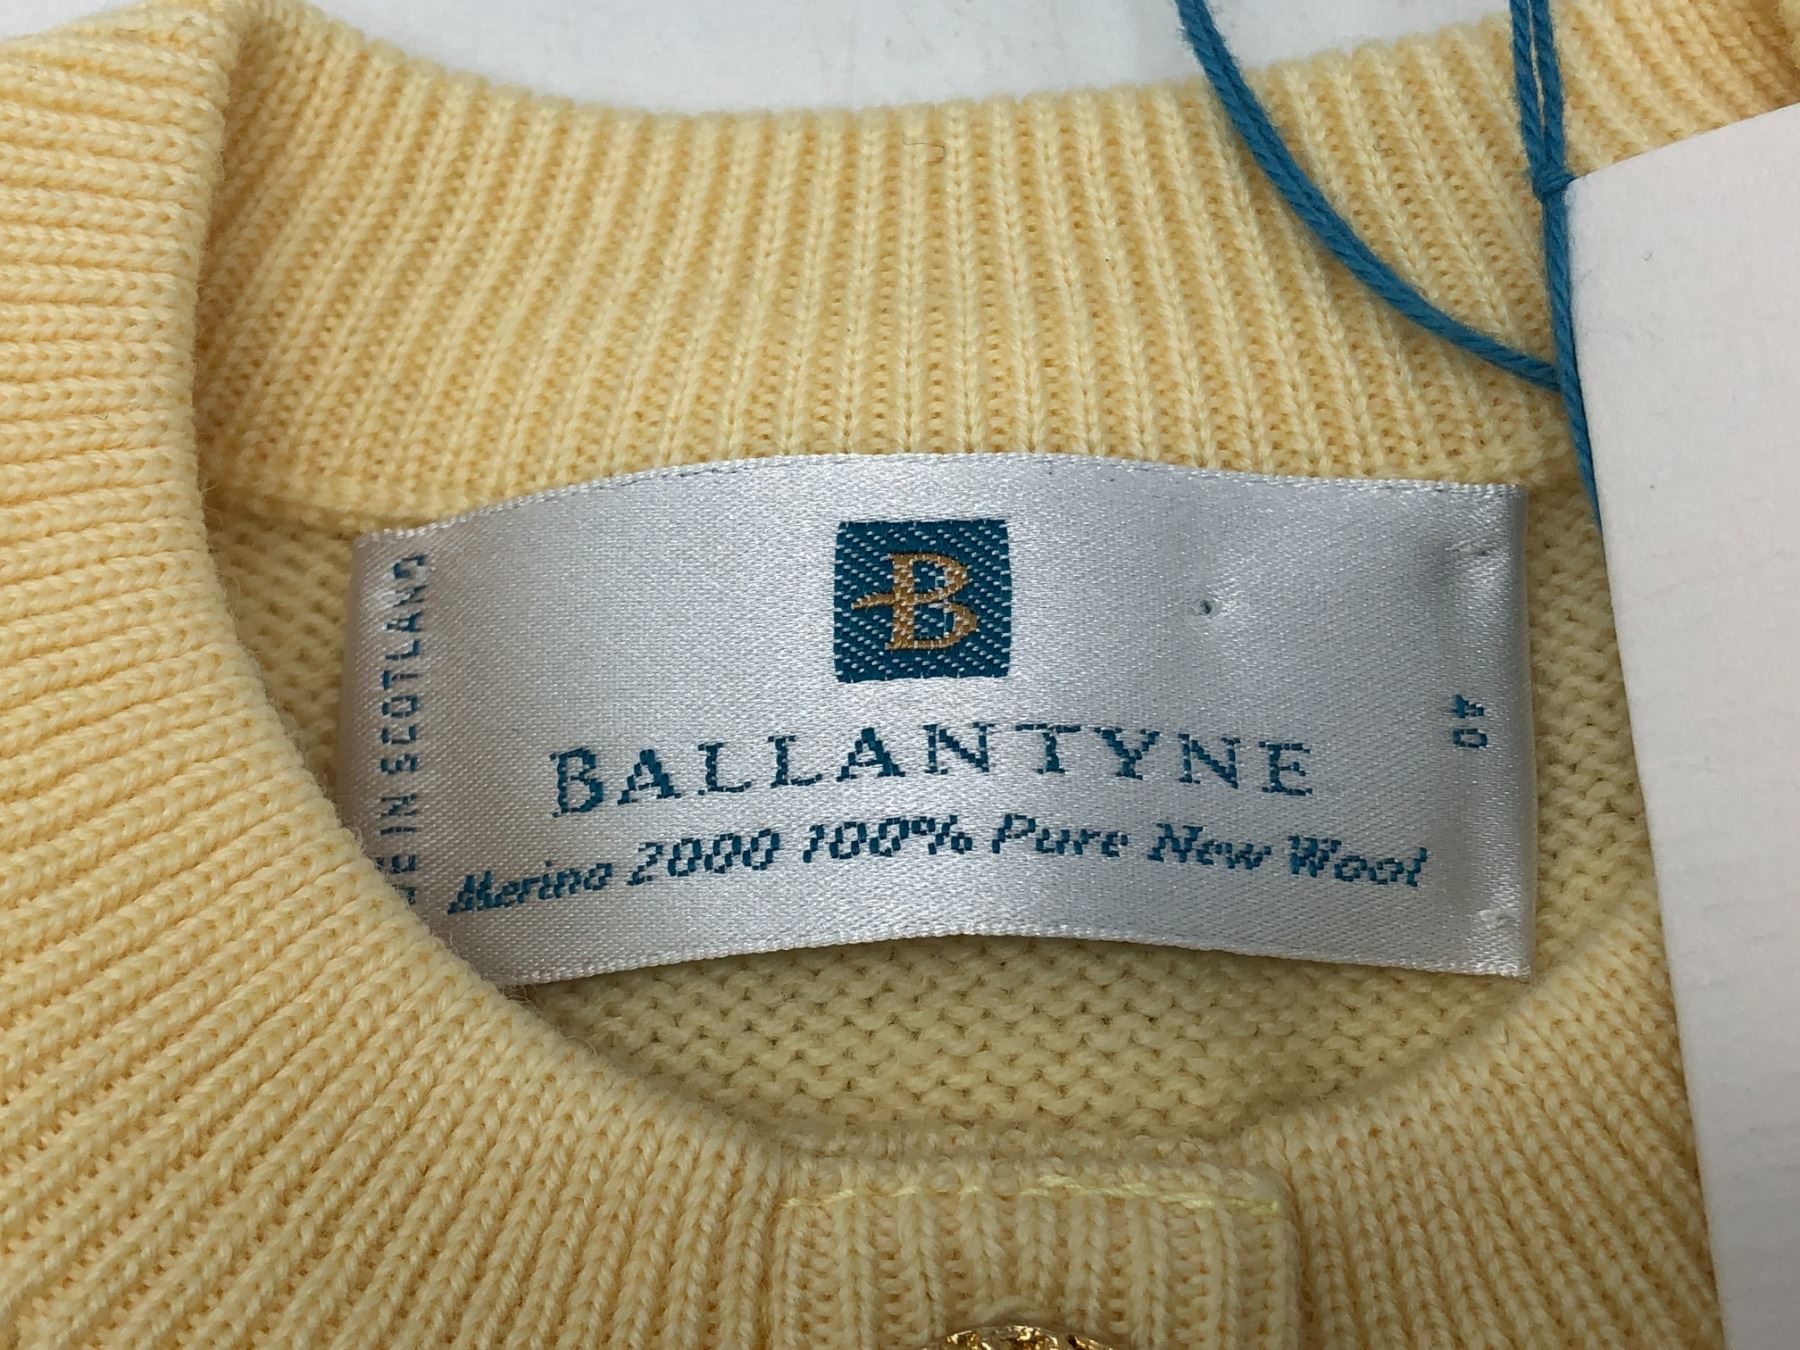 B
BALLANTYNE
Merino 2000 100% Pure New Wool
IN SCOTLAND
40